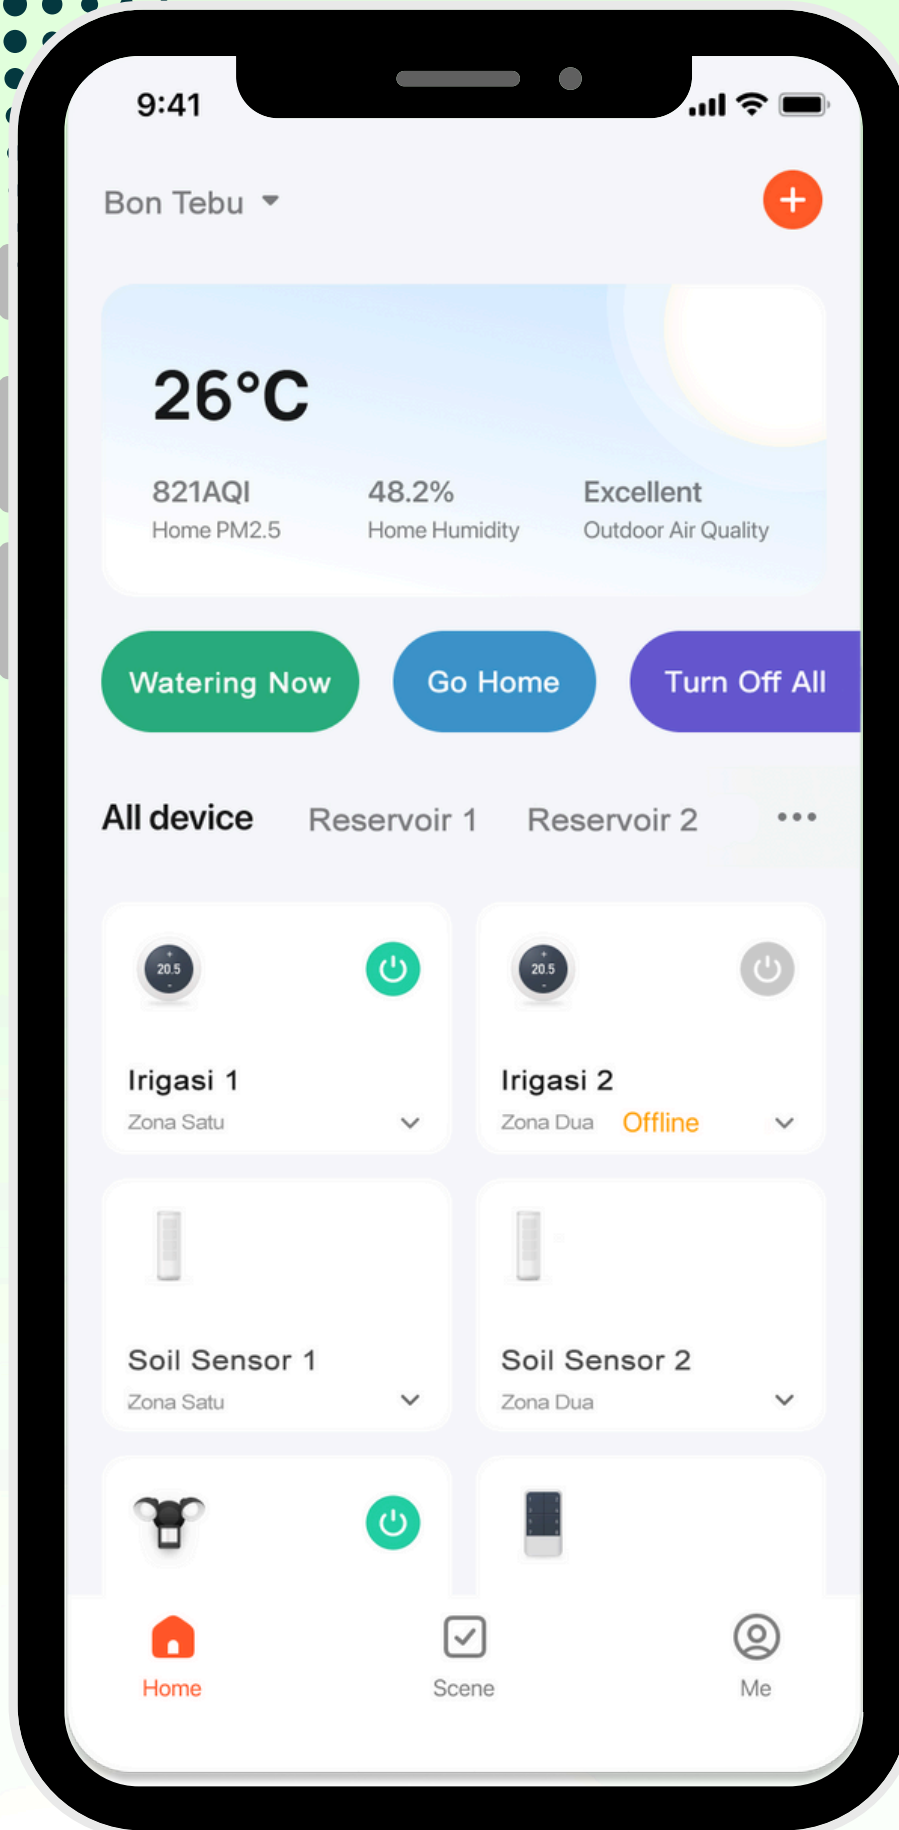 9:41
Bon Tebu
26°C
821AQI 48.2% Excellent
Home PM2.5 Home Humidity Outdoor Air Quality
Watering Now Go Home Turn Off All
All device Reservoir 1 Reservoir 2
20.5 20.5
Irigasi 1 Irigasi 2
Zona Satu Zona Dua Offline
Soil Sensor 1 Soil Sensor 2
Zona Satu Zona Dua
Home Scene Me